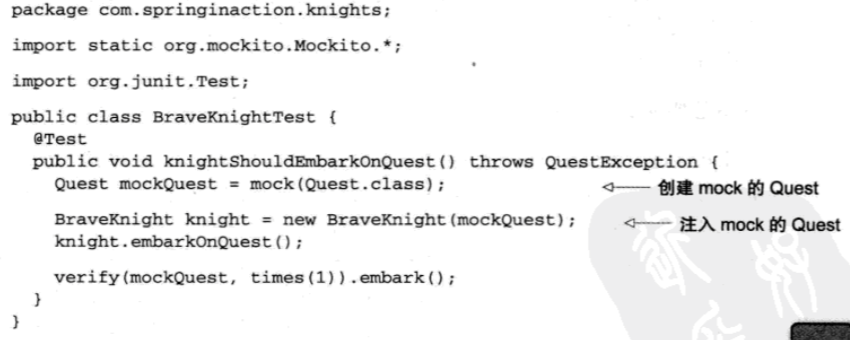 package com.springinaction.knights;
import static org.mockito.Mockito.*;
import org.junit.Test;
public class BraveKnightTest {
@Test
public void knightShouldEmbarkOnQuest() throws QuestException {
Quest mockQuest = mock(Quest.class); 创建 mock 的 Quest
BraveKnight knight = new BraveKnight(mockQuest); 注入 mock 的 Quest
knight.embarkOnQuest();
verify(mockQuest, times(1)).embark();
}
}